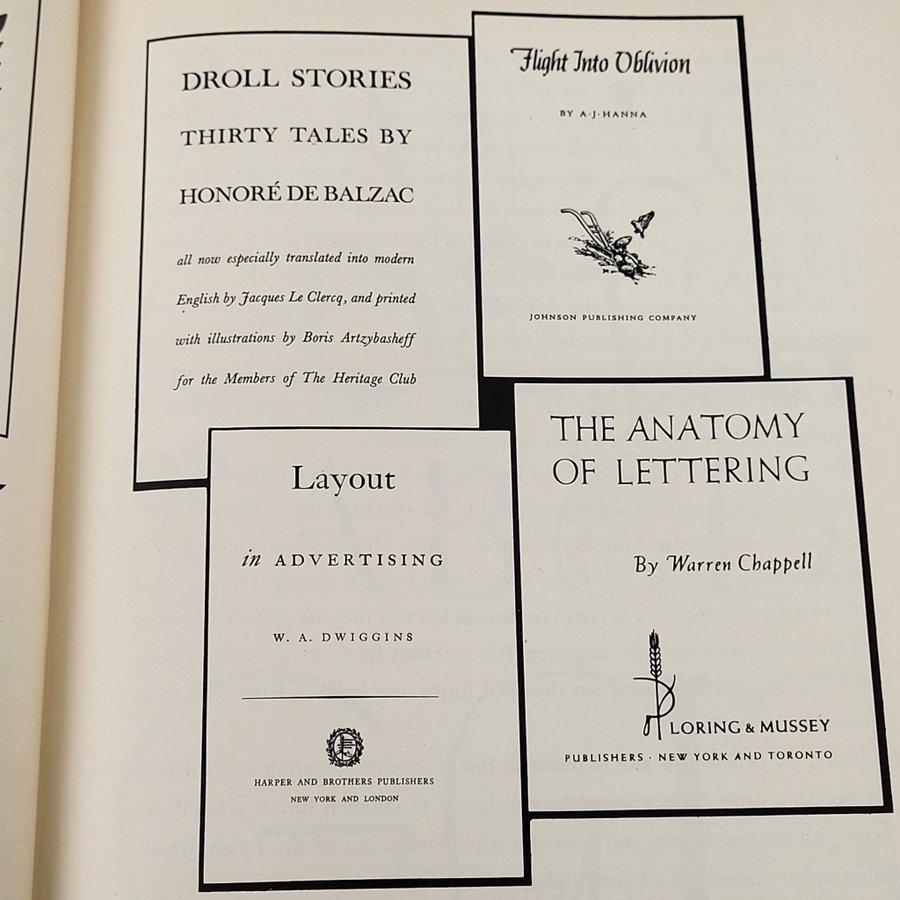 DROLL STORIES
THIRTY TALES BY
HONORÉ DE BALZAC
all now especially translated into modern
English by Jacques Le Clercq, and printed
with illustrations by Boris Artzybasheff
for the Members of The Heritage Club
Flight Into Oblivion
BY A·J·HANNA
JOHNSON PUBLISHING COMPANY
Layout
in ADVERTISING
W. A. DWIGGINS
HARPER AND BROTHERS PUBLISHERS
NEW YORK AND LONDON
THE ANATOMY
OF LETTERING
By Warren Chappell
LORING & MUSSEY
PUBLISHERS · NEW YORK AND TORONTO